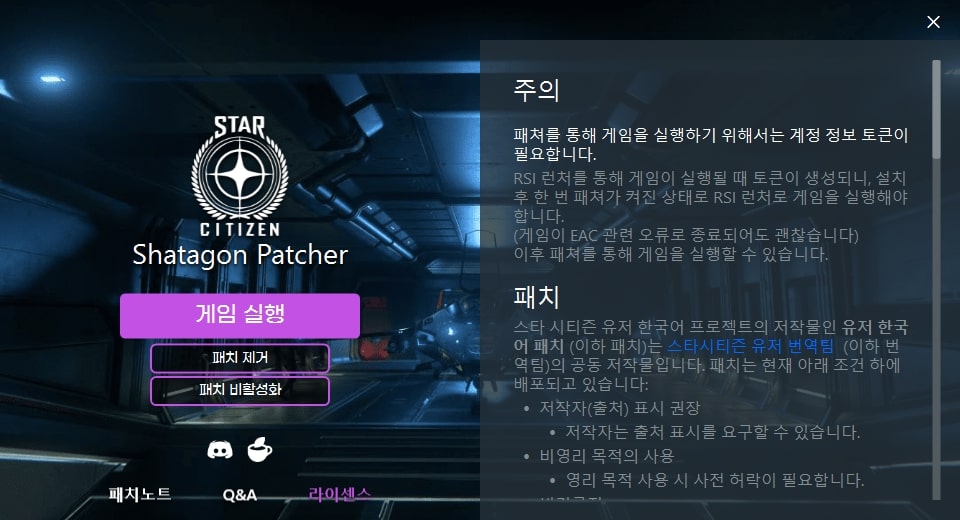 STAR
CITIZEN
Shatagon Patcher
게임 실행
패치 제거
패치 비활성화
패치노트
Q&A
라이센스
주의
패쳐를 통해 게임을 실행하기 위해서는 계정 정보 토큰이
필요합니다.
RSI 런처를 통해 게임이 실행될 때 토큰이 생성되니, 설치
후 한 번 패쳐가 켜진 상태로 RSI 런처로 게임을 실행해야
합니다.
(게임이 EAC 관련 오류로 종료되어도 괜찮습니다)
이후 패쳐를 통해 게임을 실행할 수 있습니다.
패치
스타 시티즌 유저 한국어 프로젝트의 저작물인 유저 한국
어 패치 (이하 패치)는 스타시티즌 유저 번역팀 (이하 번
역팀)의 공동 저작물입니다. 패치는 현재 아래 조건 하에
배포되고 있습니다:
• 저작자(출처) 표시 권장
• 저작자는 출처 표시를 요구할 수 있습니다.
• 비영리 목적의 사용
• 영리 목적 사용 시 사전 허락이 필요합니다.